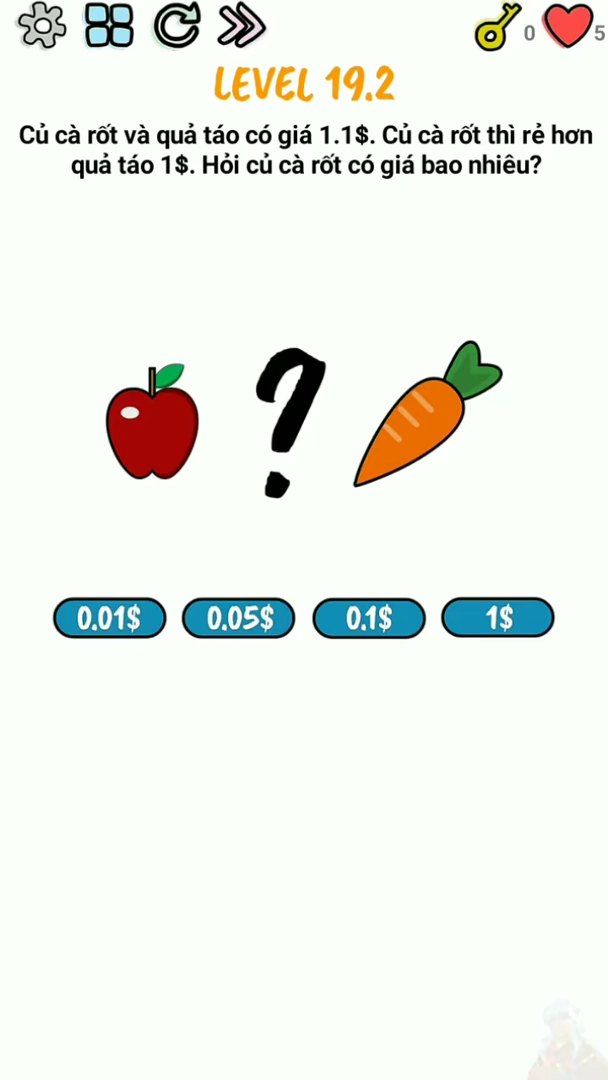 0
5
LEVEL 19.2
Củ cà rốt và quả táo có giá 1.1$. Củ cà rốt thì rẻ hơn
quả táo 1$. Hỏi củ cà rốt có giá bao nhiêu?
?
0.01$ 0.05$ 0.1$ 1$